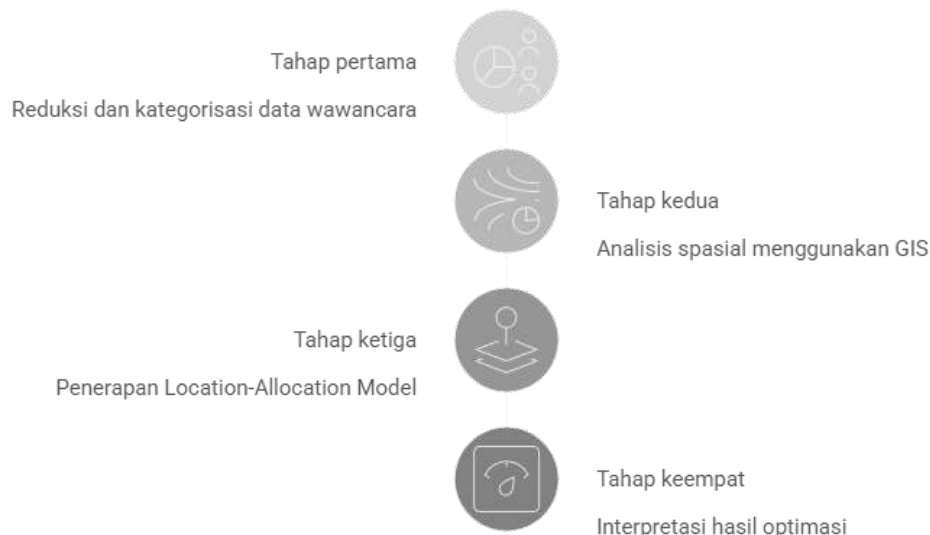 Tahap pertama
Reduksi dan kategorisasi data wawancara
Tahap kedua
Analisis spasial menggunakan GIS
Tahap ketiga
Penerapan Location-Allocation Model
Tahap keempat
Interpretasi hasil optimasi